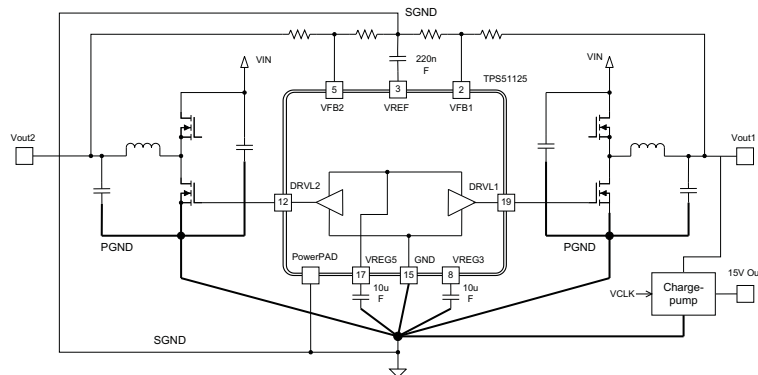 SGND
VIN
220n
F
TPS51125
VIN
5
3
2
VFB2
VREF
VFB1
Vout2
Vout1
DRVL2
DRVL1
12
19
PGND
PGND
PowerPAD
VREG5
GND
VREG3
17
15
8
10u
F
10u
F
15V Ou
VCLK
Charge-
pump
SGND